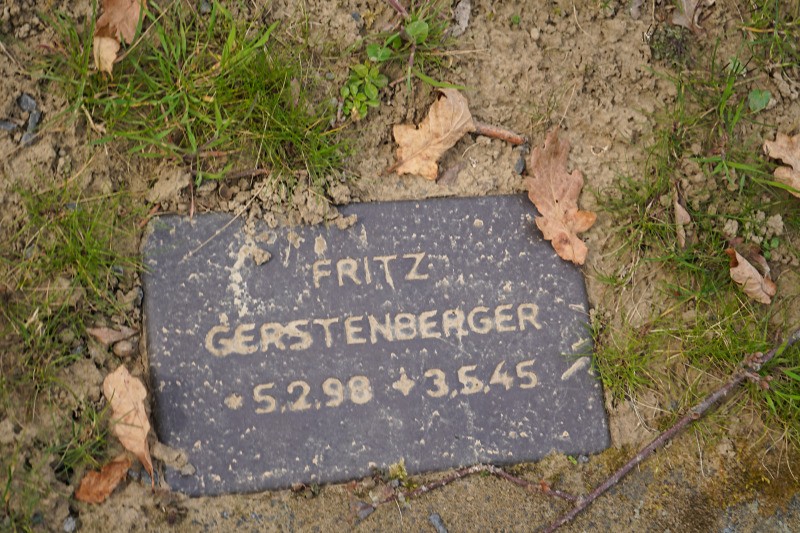 FRITZ
GERSTENBERGER
* 5.2.98 ✝ 3.5.45